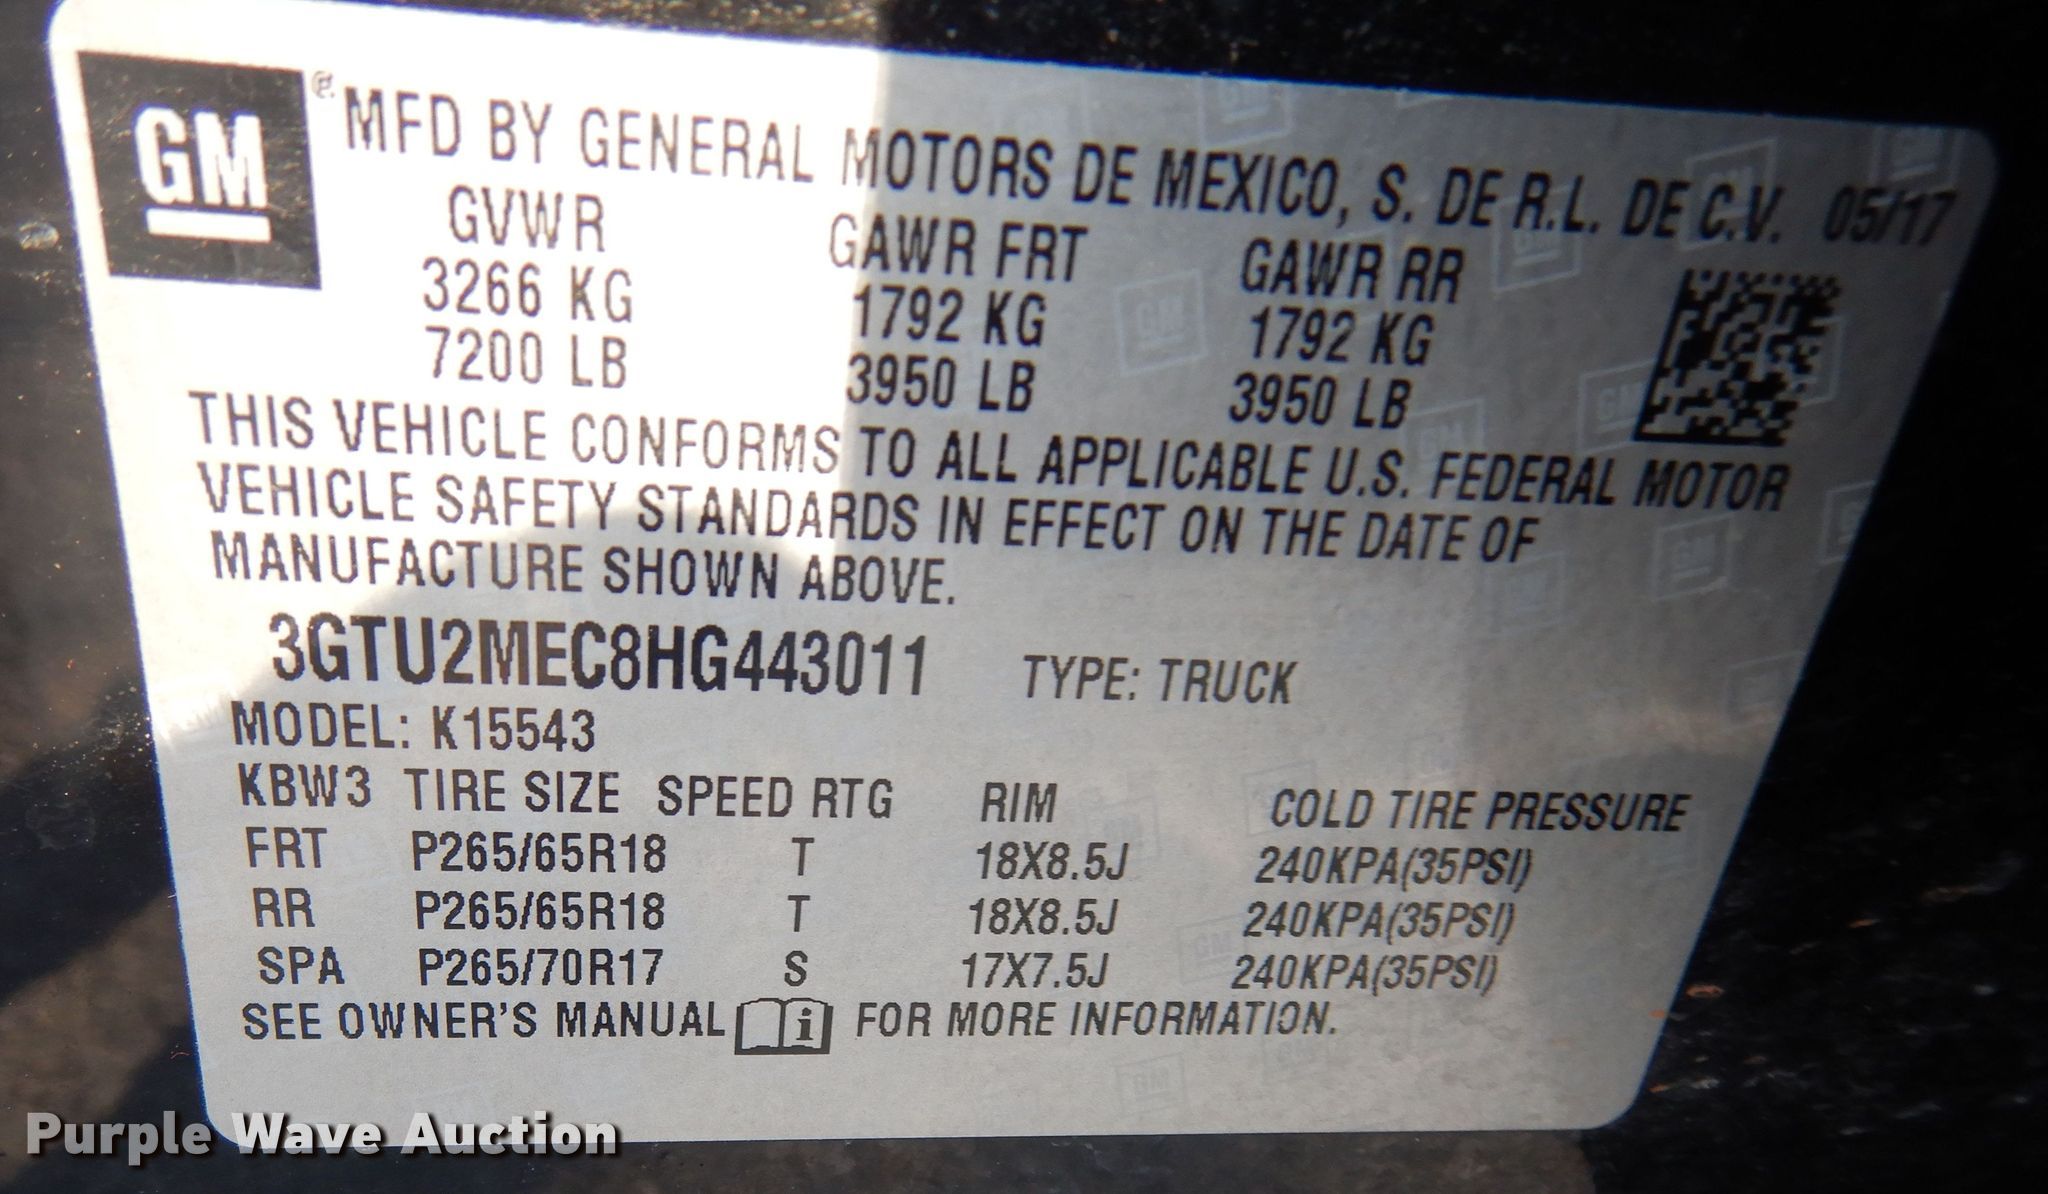 GM
® MFD BY GENERAL MOTORS DE MEXICO, S. DE R.L. DE C.V. 05/17
GVWR GAWR FRT GAWR RR
3266 KG 1792 KG 1792 KG
7200 LB 3950 LB 3950 LB
THIS VEHICLE CONFORMS TO ALL APPLICABLE U.S. FEDERAL MOTOR
VEHICLE SAFETY STANDARDS IN EFFECT ON THE DATE OF
MANUFACTURE SHOWN ABOVE.
3GTU2MEC8HG443011 TYPE: TRUCK
MODEL: K15543
KBW3 TIRE SIZE SPEED RTG RIM COLD TIRE PRESSURE
FRT P265/65R18 T 18X8.5J 240KPA(35PSI)
RR P265/65R18 T 18X8.5J 240KPA(35PSI)
SPA P265/70R17 S 17X7.5J 240KPA(35PSI)
SEE OWNER'S MANUAL i FOR MORE INFORMATION.
Purple Wave Auction